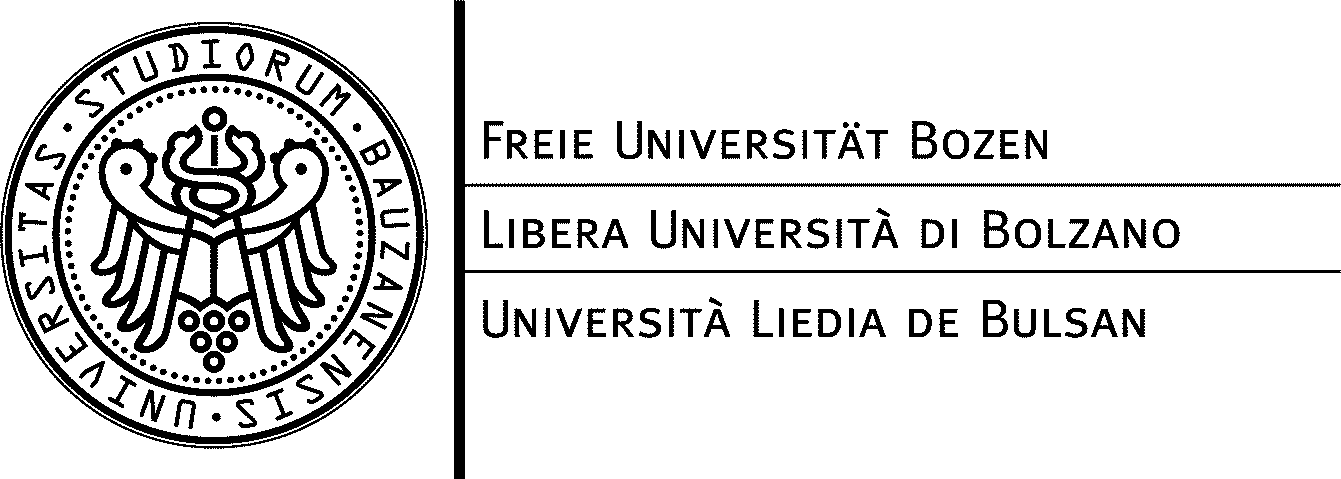 UNIVERSITAS · STUDIORUM · BAUZANENSIS ·
FREIE UNIVERSITÄT BOZEN
LIBERA UNIVERSITÀ DI BOLZANO
UNIVERSITÀ LIEDIA DE BULSAN